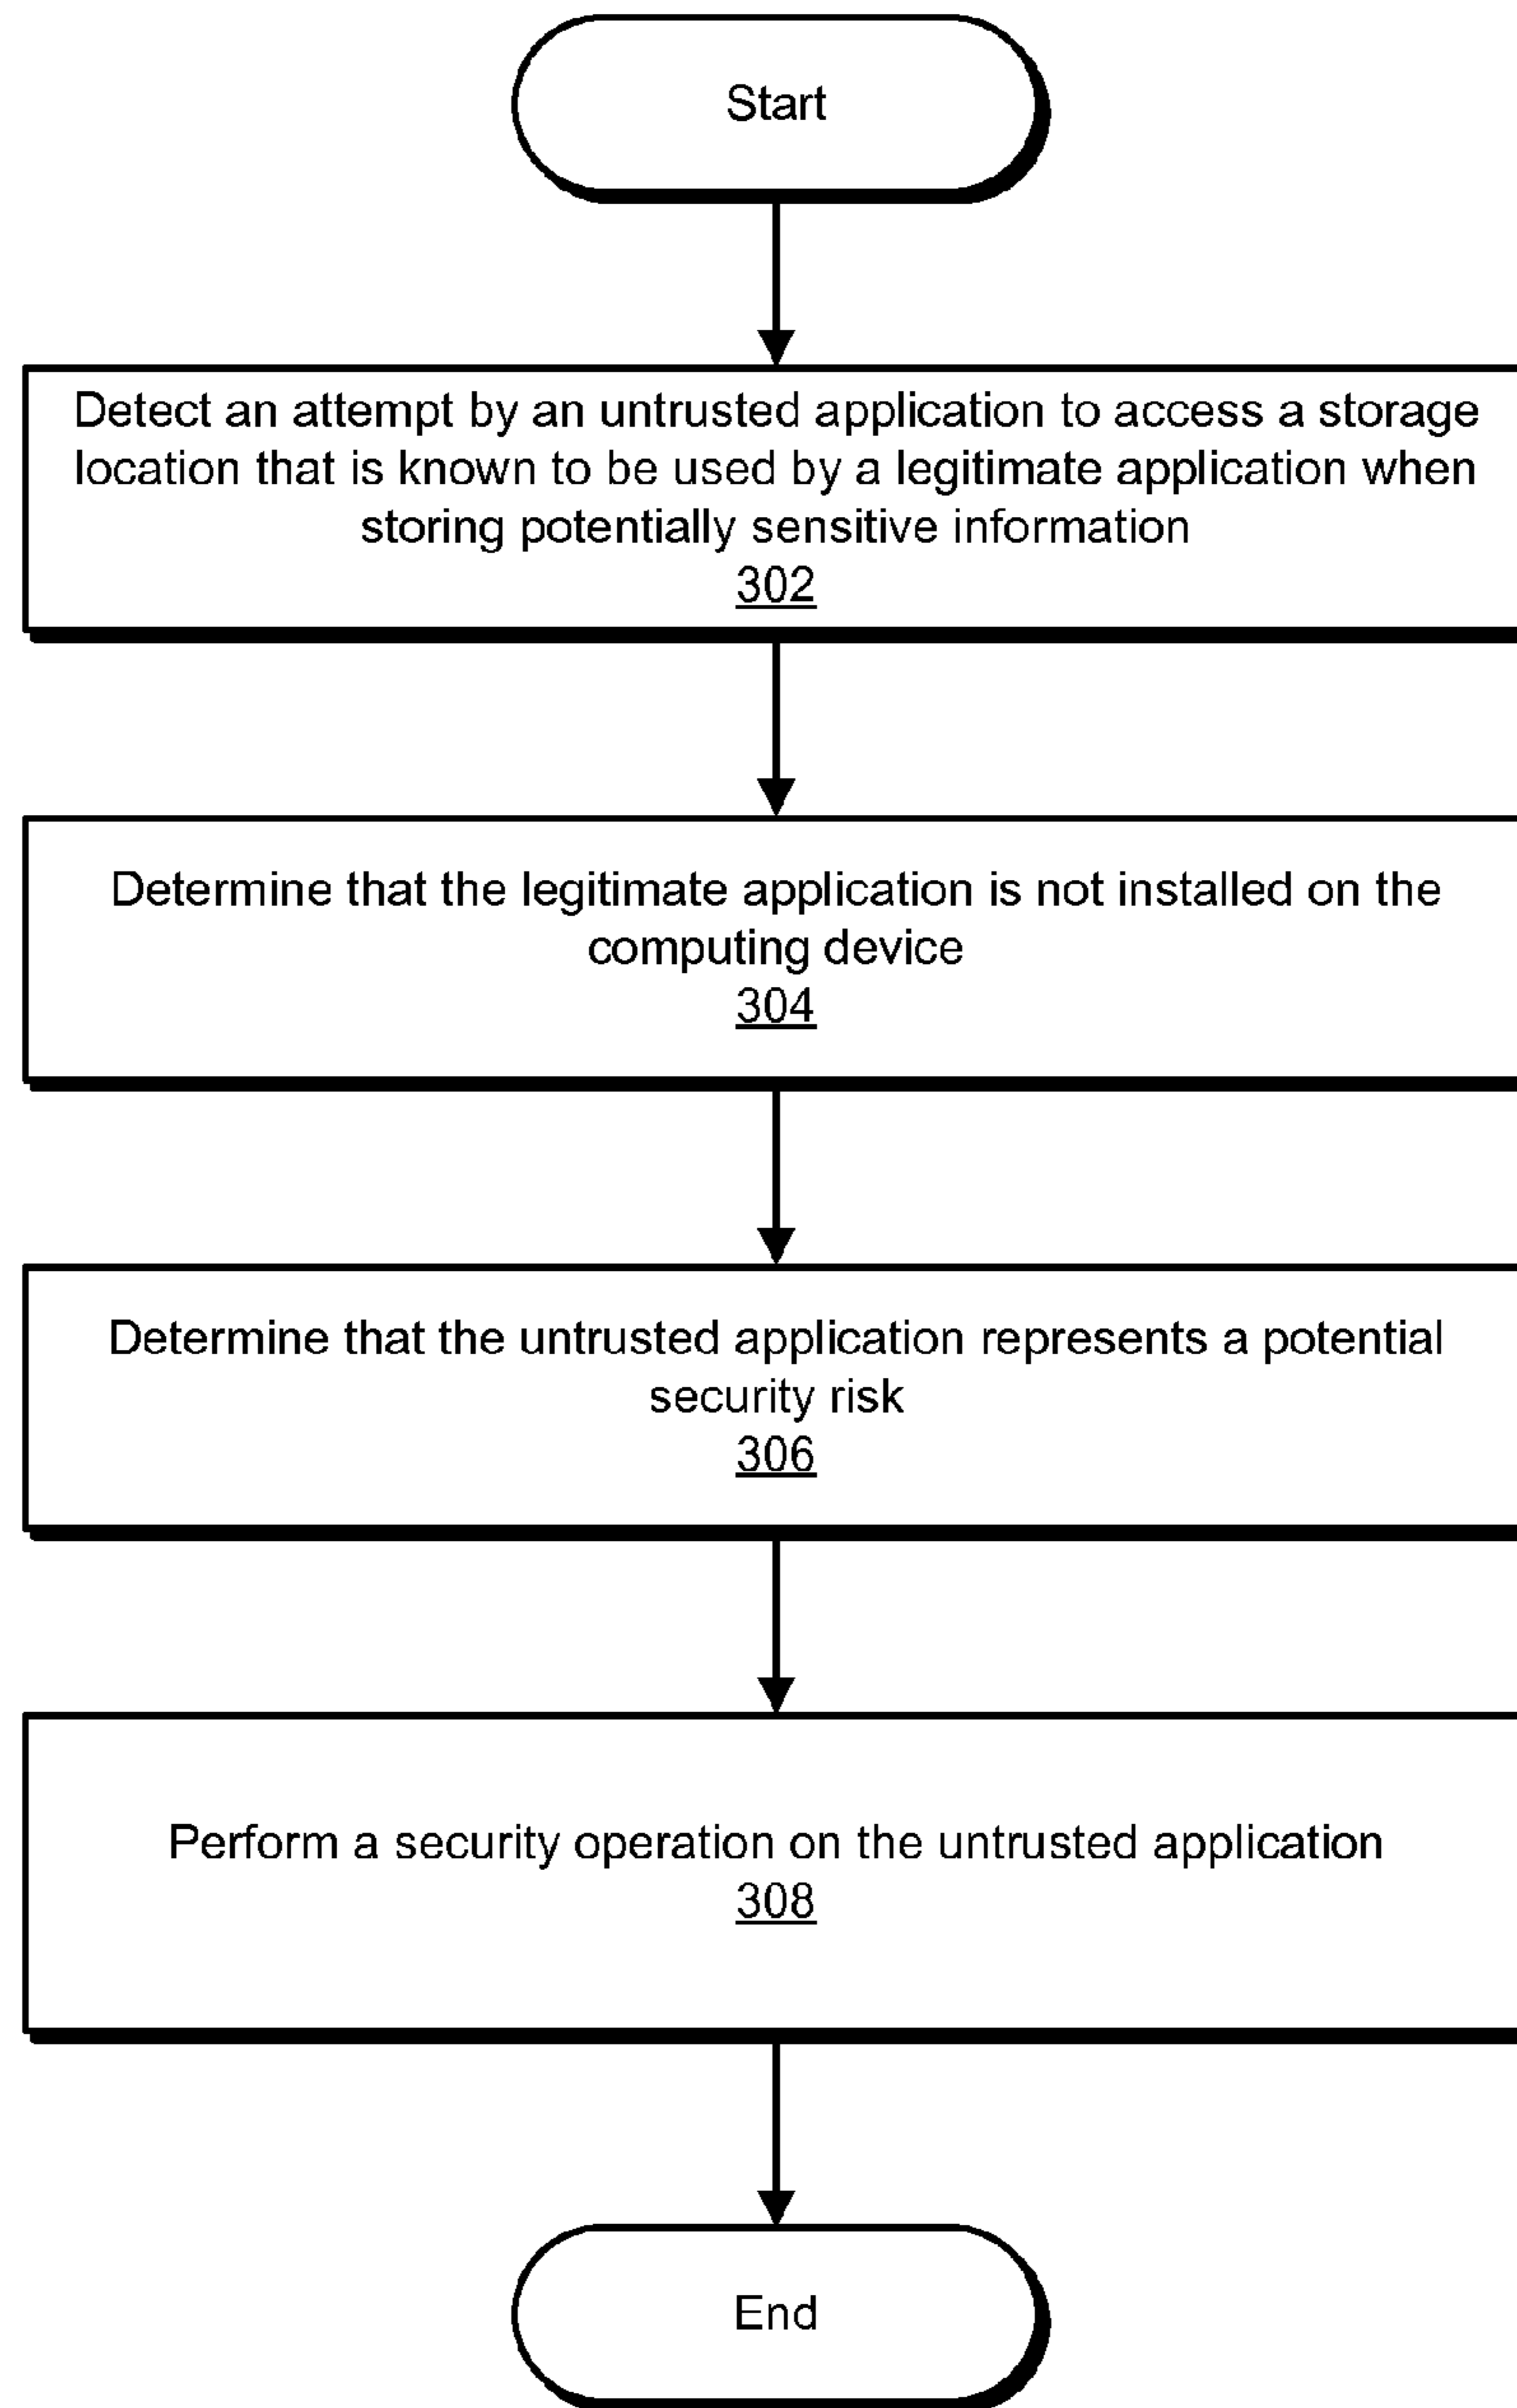 Start
Detect an attempt by an untrusted application to access a storage
location that is known to be used by a legitimate application when
storing potentially sensitive information
302
Determine that the legitimate application is not installed on the
computing device
304
Determine that the untrusted application represents a potential
security risk
306
Perform a security operation on the untrusted application
308
End